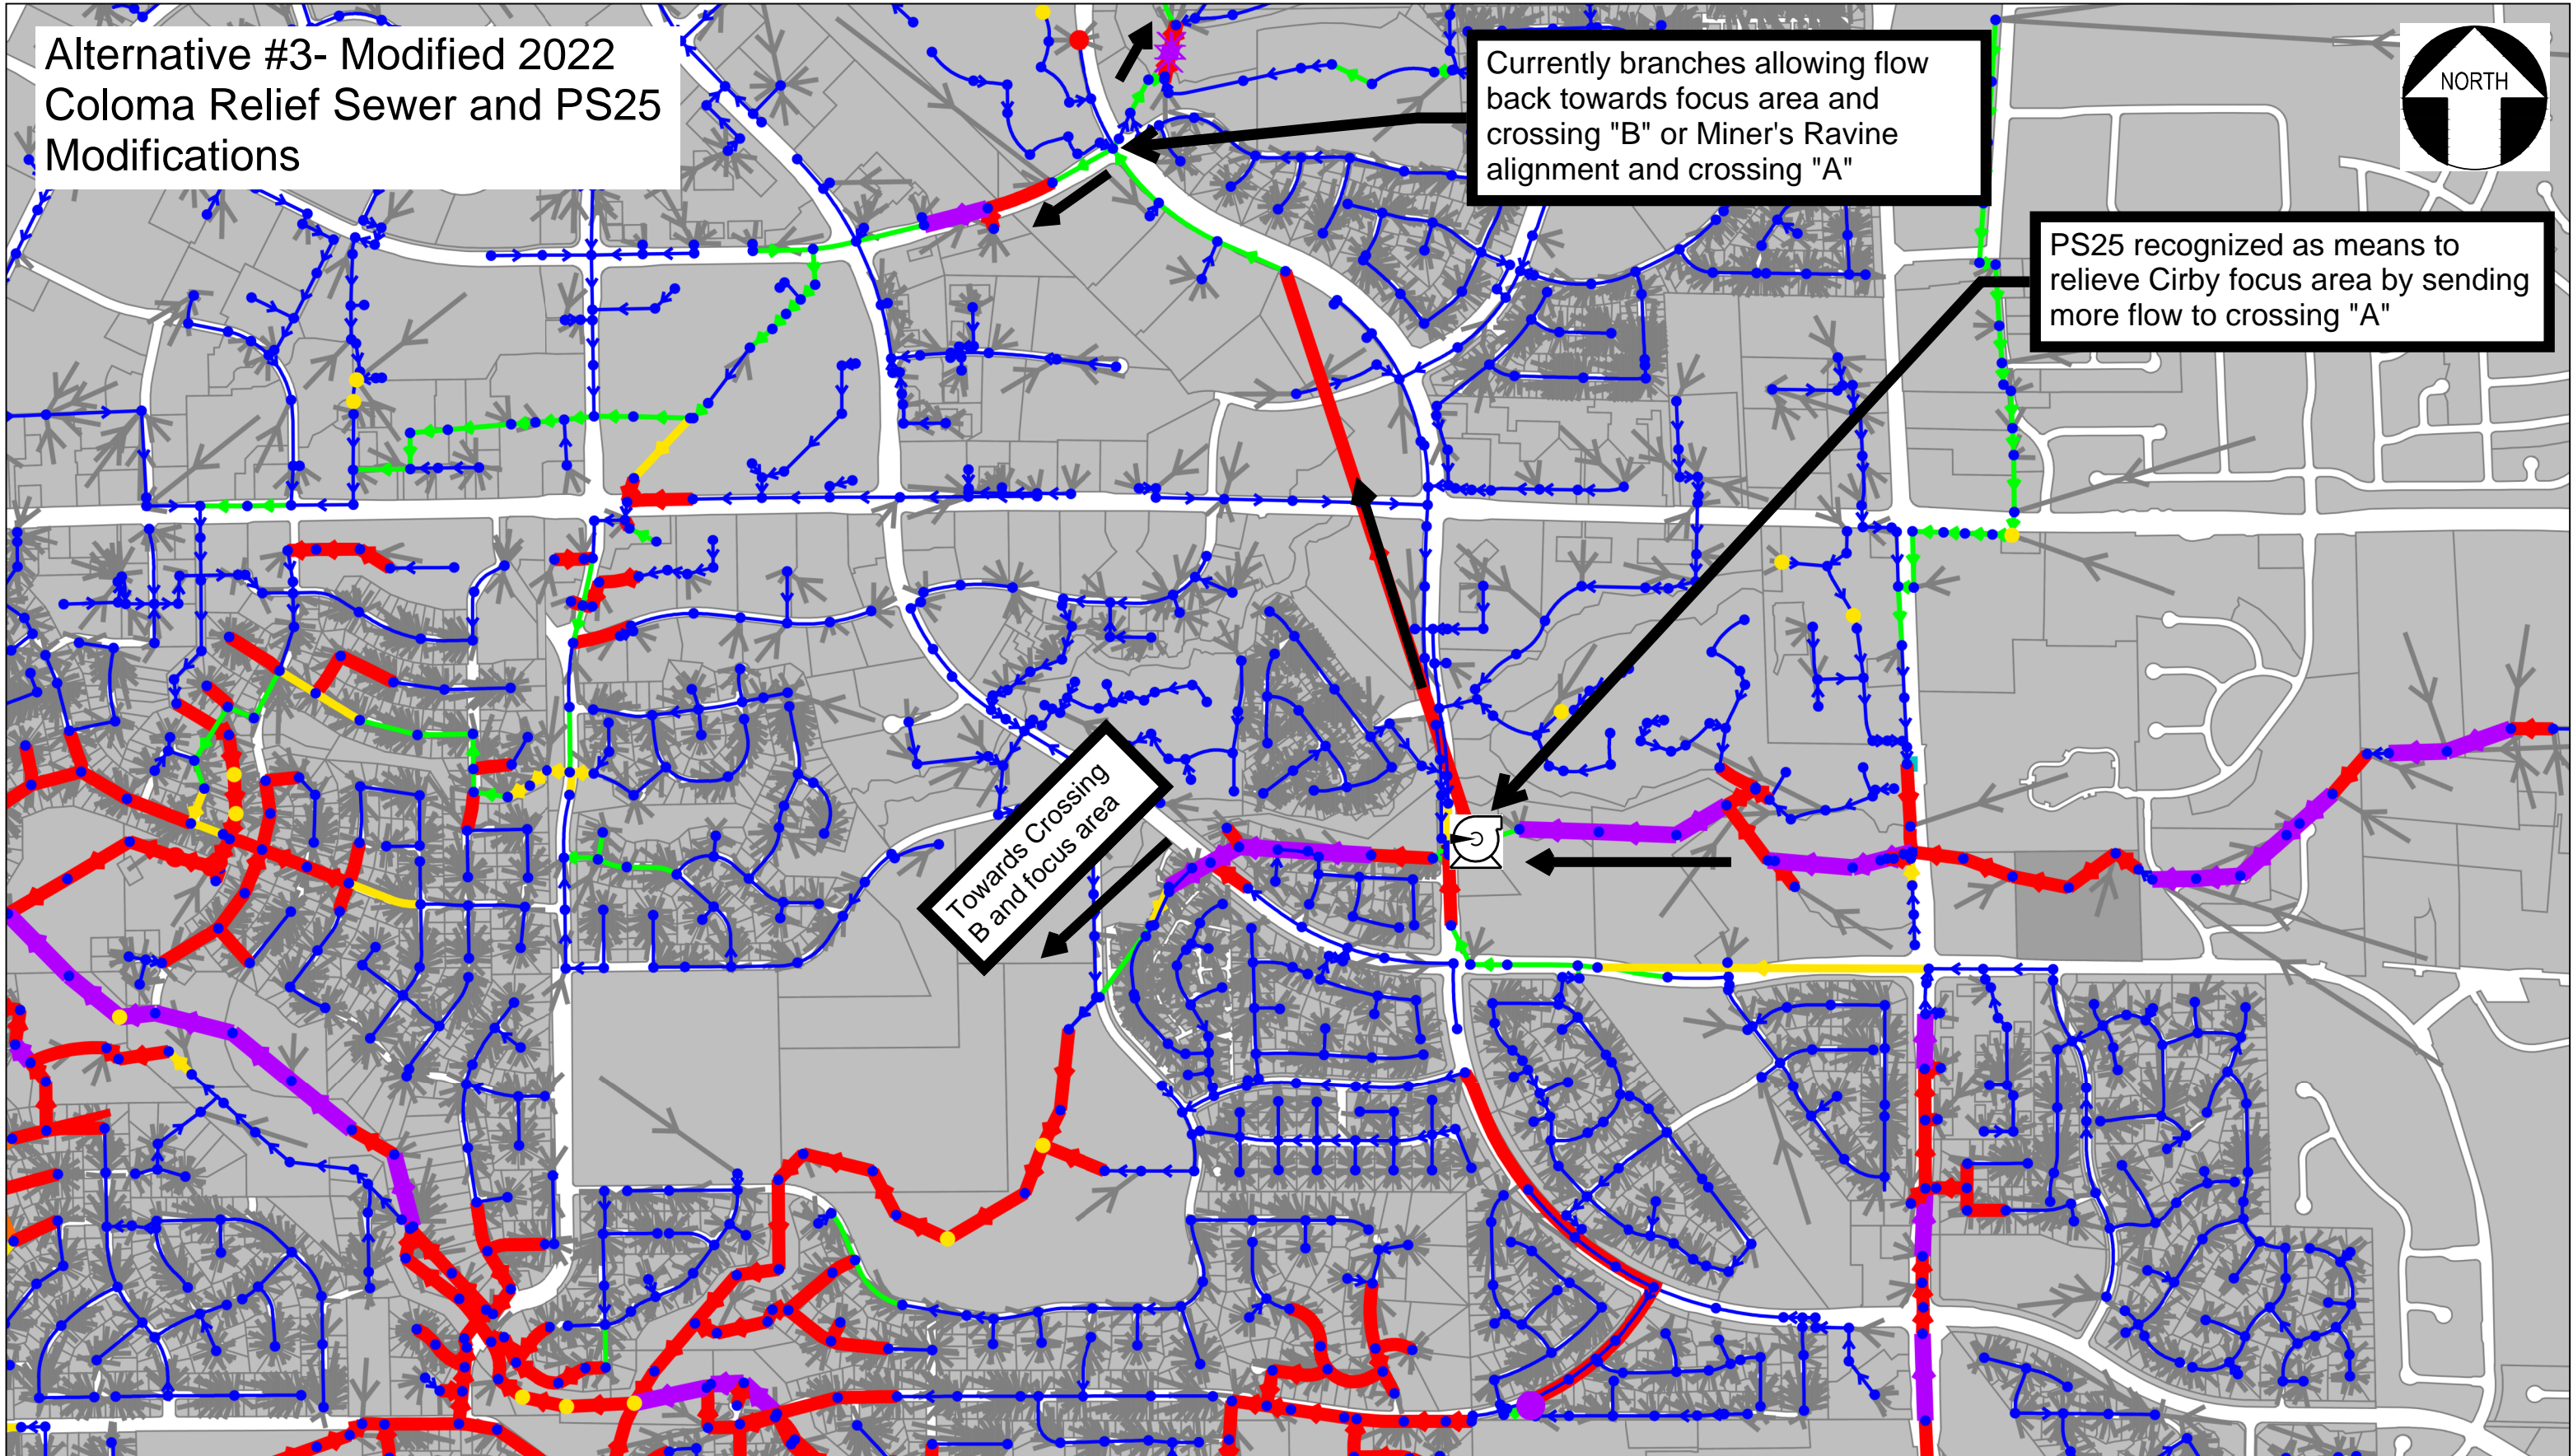 Alternative #3- Modified 2022
Coloma Relief Sewer and PS25
Modifications
Currently branches allowing flow
back towards focus area and
crossing "B" or Miner's Ravine
alignment and crossing "A"
NORTH
PS25 recognized as means to
relieve Cirby focus area by sending
more flow to crossing "A"
Towards Crossing
B and focus area